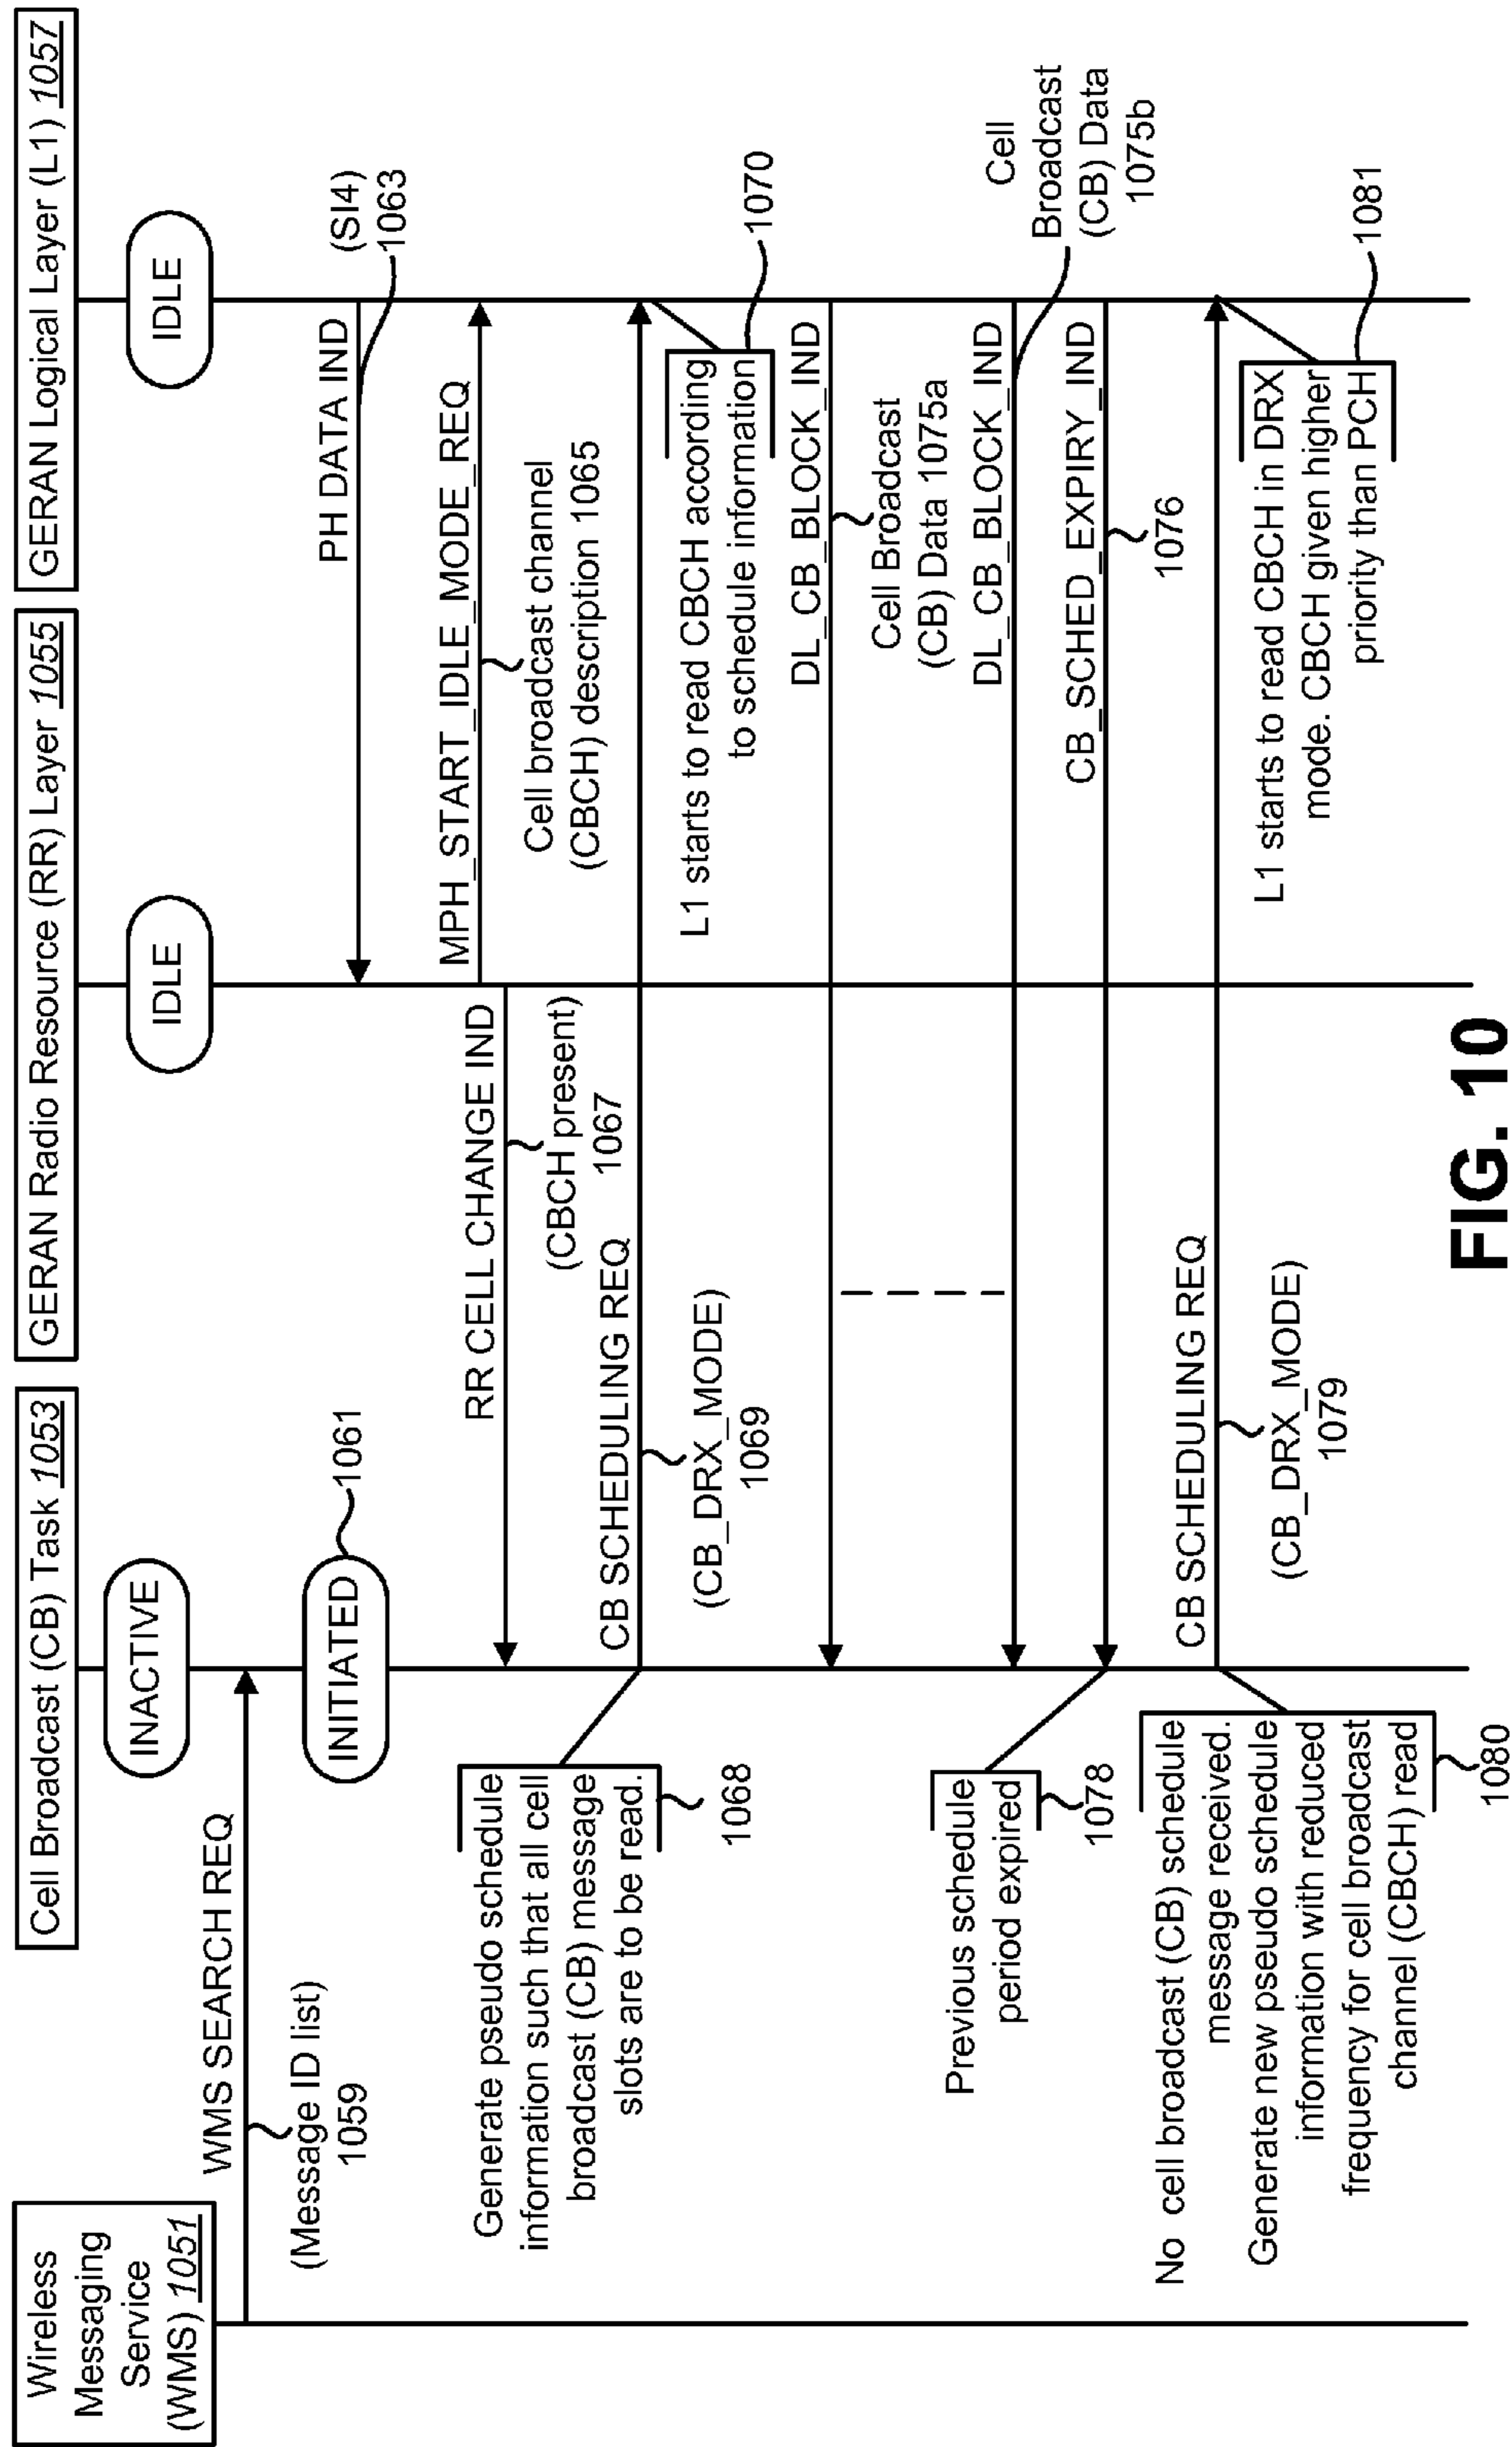 Wireless
Messaging
Service
(WMS) 1051
Cell Broadcast (CB) Task 1053
GERAN Radio Resource (RR) Layer 1055
GERAN Logical Layer (L1) 1057
INACTIVE
IDLE
IDLE
WMS SEARCH REQ
(Message ID list)
1059
INITIATED
1061
PH DATA IND
(SI4)
1063
MPH_START_IDLE_MODE_REQ
Cell broadcast channel
(CBCH) description 1065
RR CELL CHANGE IND
(CBCH present)
1067
Generate pseudo schedule
information such that all cell
broadcast (CB) message
slots are to be read.
1068
CB SCHEDULING REQ
(CB_DRX_MODE)
1069
L1 starts to read CBCH according
to schedule information
1070
DL_CB_BLOCK_IND
Cell Broadcast
(CB) Data 1075a
DL_CB_BLOCK_IND
Cell
Broadcast
(CB) Data
1075b
CB_SCHED_EXPIRY_IND
1076
Previous schedule
period expired
1078
CB SCHEDULING REQ
(CB_DRX_MODE)
1079
No cell broadcast (CB) schedule
message received.
Generate new pseudo schedule
information with reduced
frequency for cell broadcast
channel (CBCH) read
1080
L1 starts to read CBCH in DRX
mode. CBCH given higher
priority than PCH
1081
FIG. 10